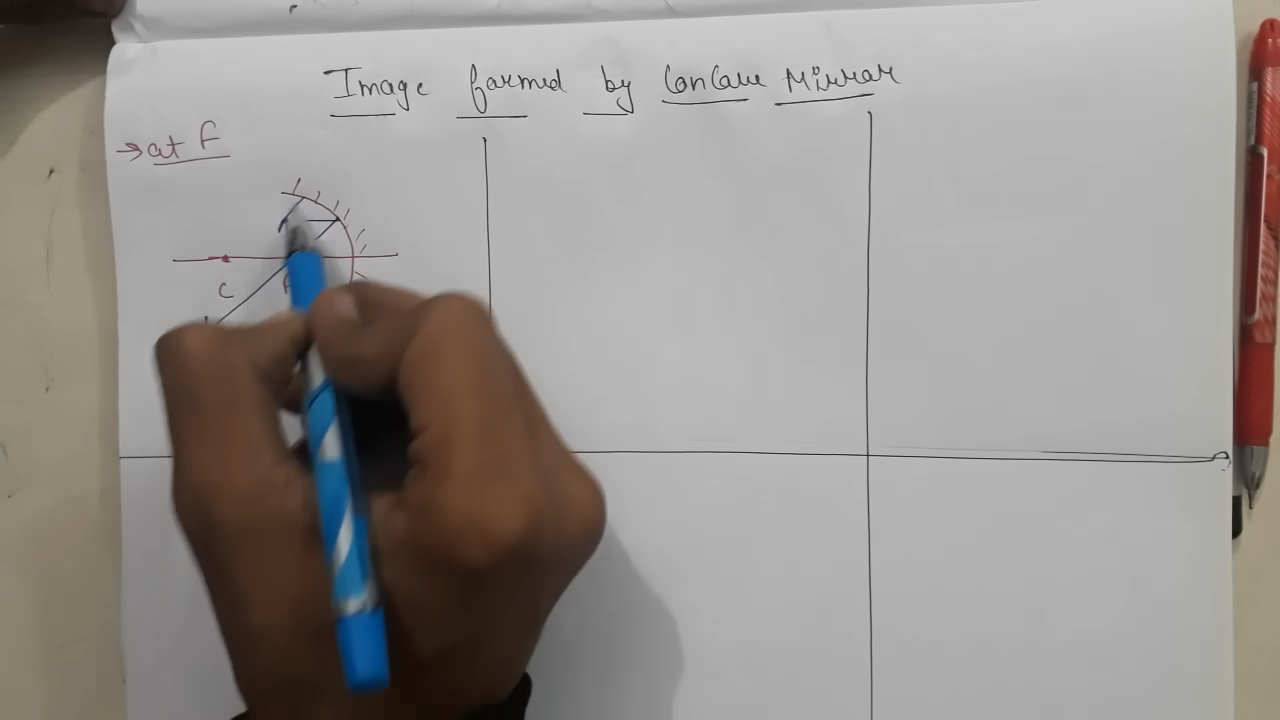 Image formed by Concave Mirror
→ at F
C
F